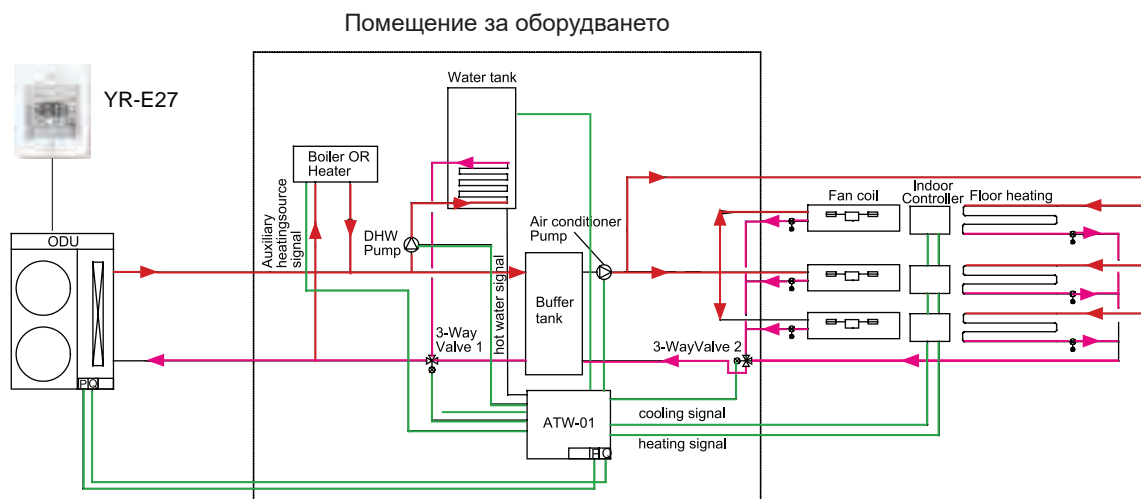 Помещение за оборудването
YR-E27
Water tank
Boiler OR
Heater
Auxiliary
heatingsource
signal
DHW
Pump
hot water signal
Air conditioner
Pump
Fan coil
Indoor
Controller
Floor heating
ODU
Buffer
tank
3-Way
Valve 1
3-WayValve 2
P Q
ATW-01
cooling signal
heating signal